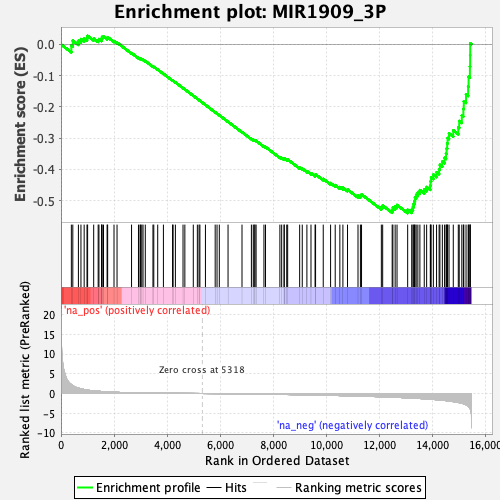 Enrichment plot: MIR1909_3P
Enrichment score (ES)
0.0
-0.1
-0.2
-0.3
-0.4
-0.5
Ranked list metric (PreRanked)
'na_pos' (positively correlated)
20
15
10
5
0
-5
-10
Zero cross at 5318
'na_neg' (negatively correlated)
0
2,000
4,000
6,000
8,000
10,000
12,000
14,000
16,000
Rank in Ordered Dataset
Enrichment profile
Hits
Ranking metric scores